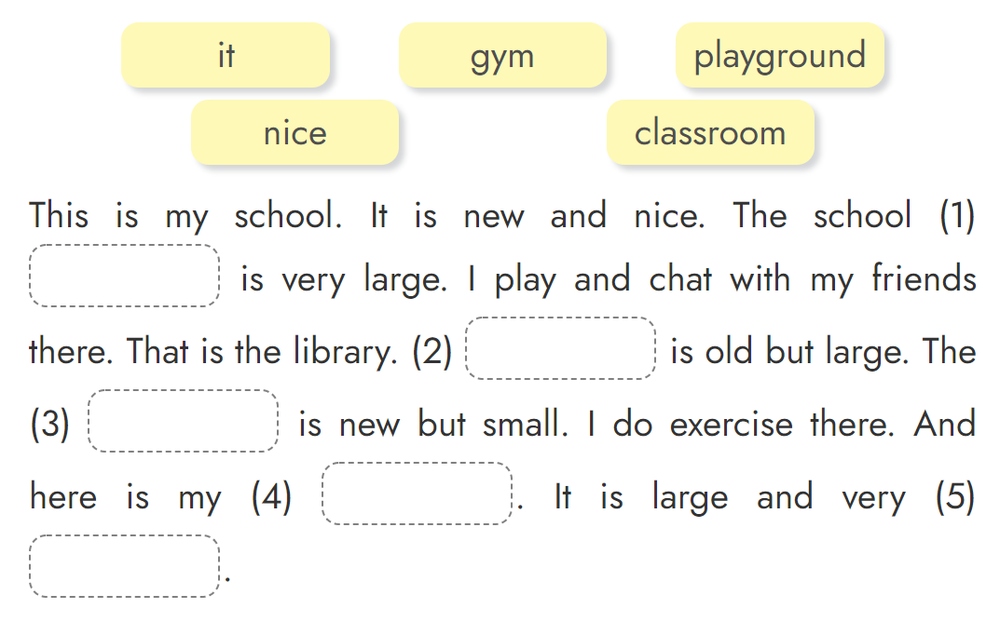 it gym playground
nice classroom
This is my school. It is new and nice. The school (1)
is very large. I play and chat with my friends
there. That is the library. (2) is old but large. The
(3) is new but small. I do exercise there. And
here is my (4) . It is large and very (5)
.